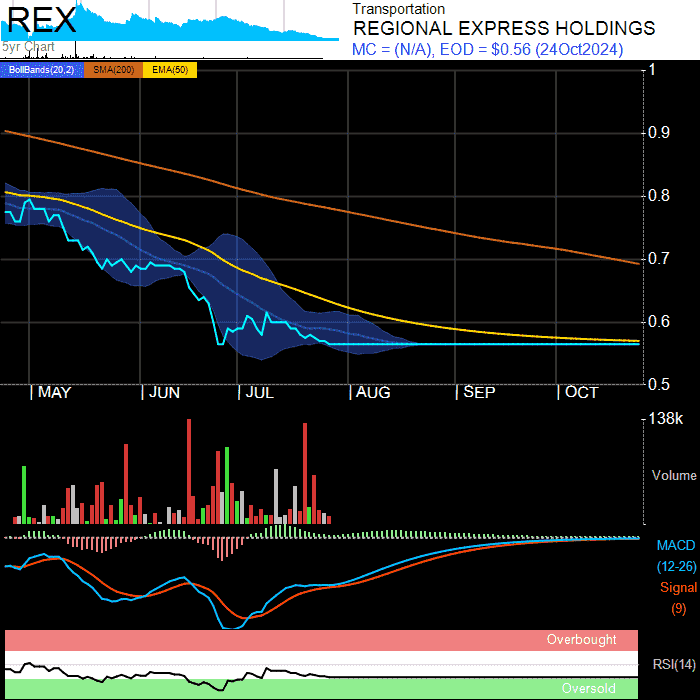 REX
5yr Chart
Transportation
REGIONAL EXPRESS HOLDINGS
MC = (N/A), EOD = $0.56 (24Oct2024)
BollBands(20,2) SMA(200) EMA(50)
1
0.9
0.8
0.7
0.6
0.5
MAY JUN JUL AUG SEP OCT
138k
Volume
MACD
(12-26)
Signal
(9)
Overbought
RSI(14)
Oversold